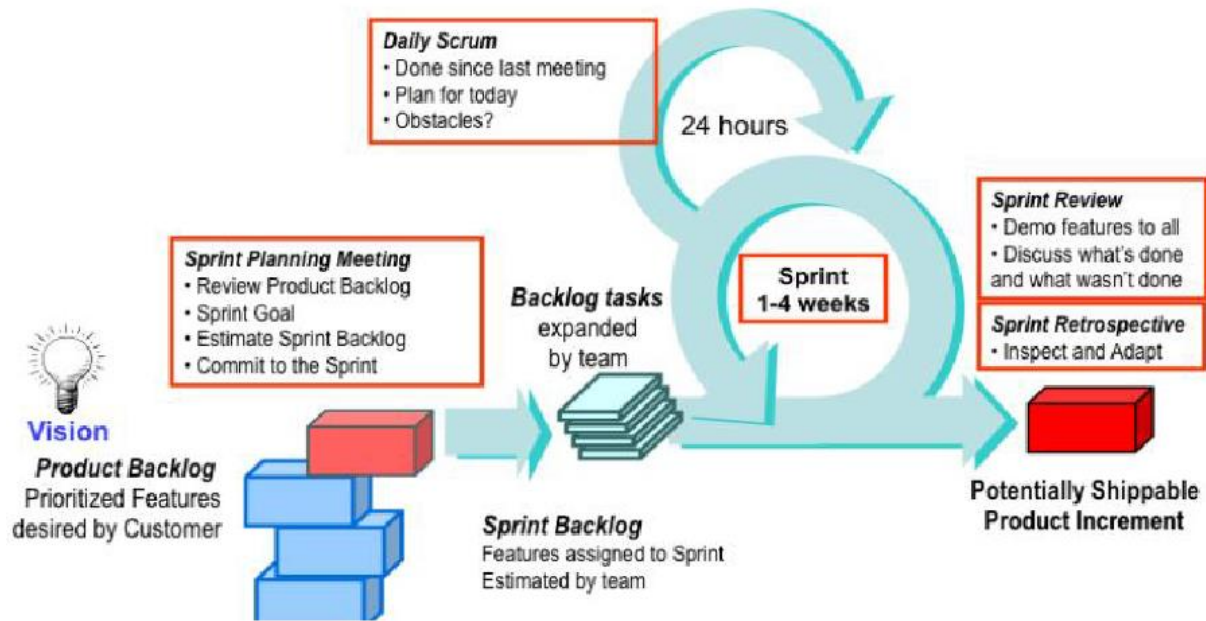 Daily Scrum
• Done since last meeting
• Plan for today
• Obstacles?
24 hours
Sprint Planning Meeting
• Review Product Backlog
• Sprint Goal
• Estimate Sprint Backlog
• Commit to the Sprint
Backlog tasks
expanded
by team
Sprint
1-4 weeks
Sprint Review
• Demo features to all
• Discuss what's done
and what wasn't done
Sprint Retrospective
• Inspect and Adapt
Vision
Product Backlog
Prioritized Features
desired by Customer
Sprint Backlog
Features assigned to Sprint
Estimated by team
Potentially Shippable
Product Increment